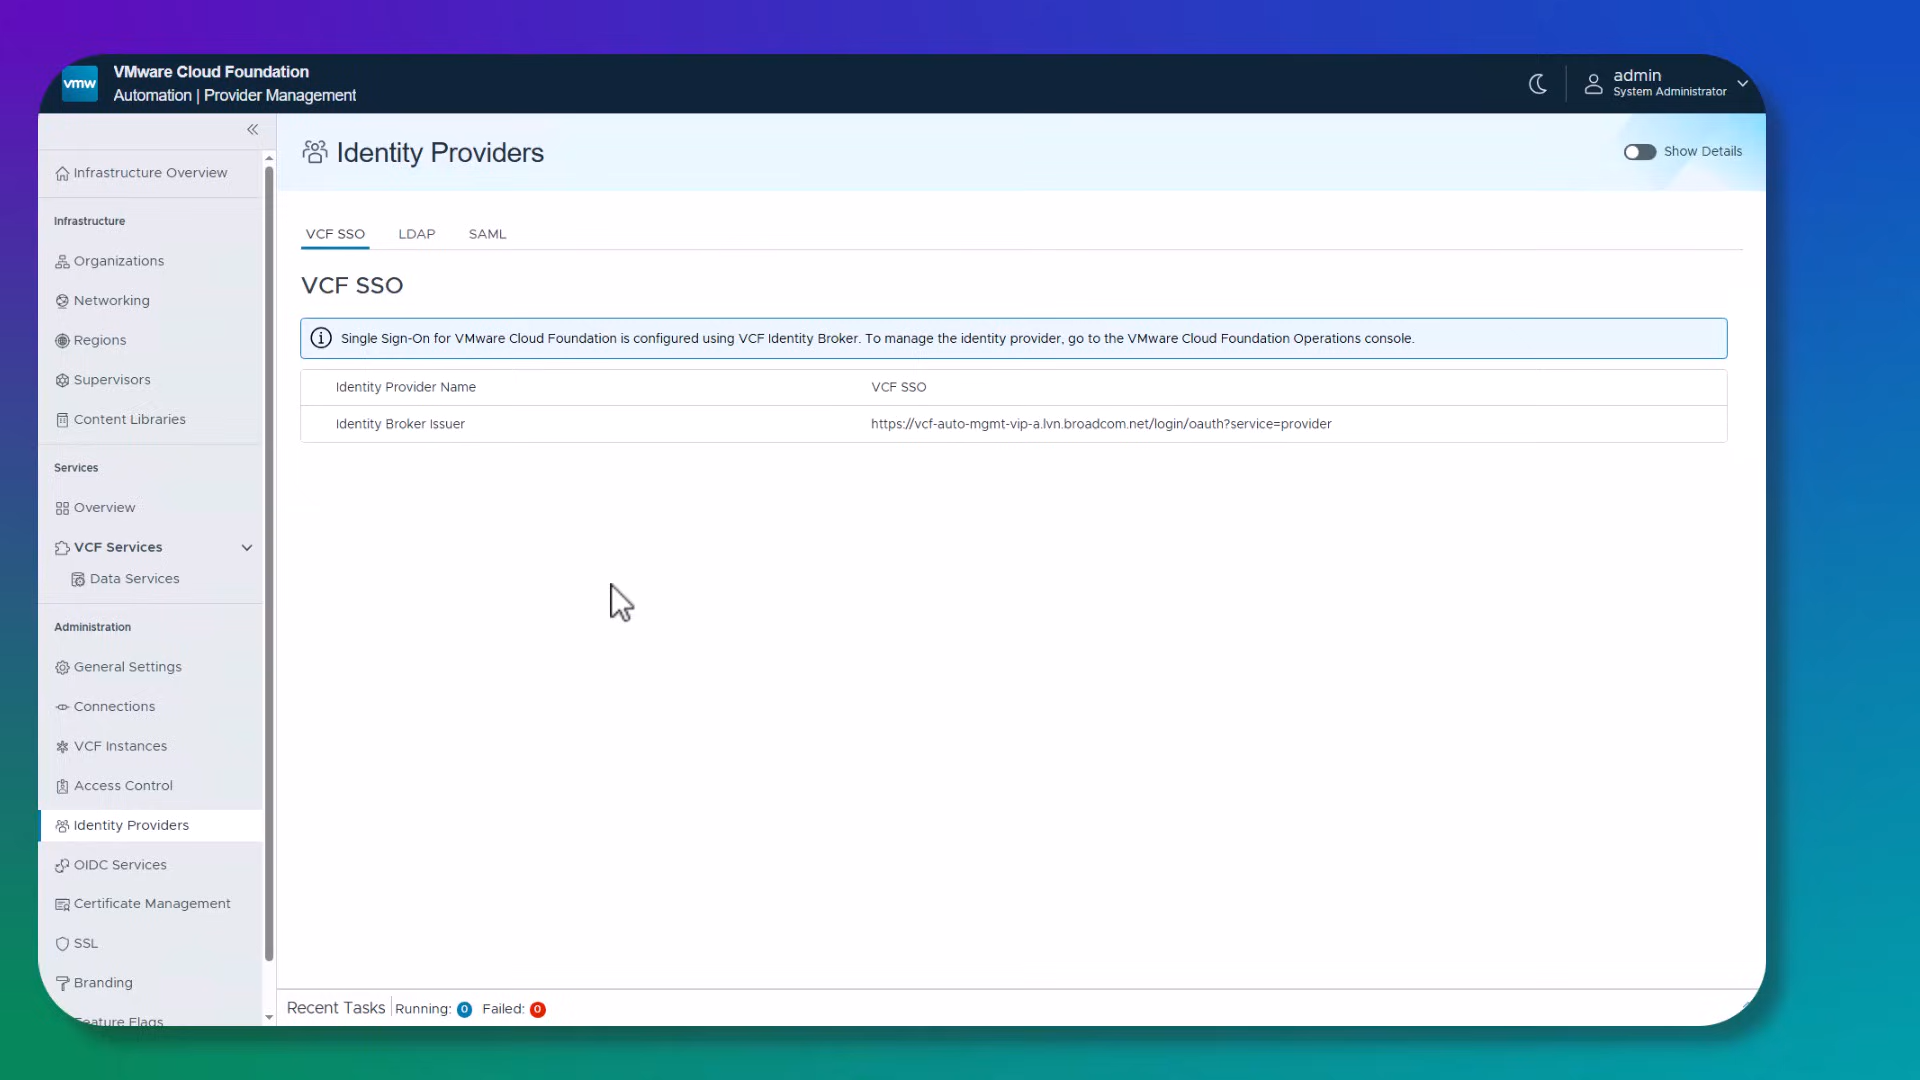 vmw
VMware Cloud Foundation
Automation | Provider Management
admin
System Administrator
Infrastructure Overview
Infrastructure
Organizations
Networking
Regions
Supervisors
Content Libraries
Services
Overview
VCF Services
Data Services
Administration
General Settings
Connections
VCF Instances
Access Control
Identity Providers
OIDC Services
Certificate Management
SSL
Branding
Feature Flags
Identity Providers
Show Details
VCF SSO LDAP SAML
VCF SSO
Single Sign-On for VMware Cloud Foundation is configured using VCF Identity Broker. To manage the identity provider, go to the VMware Cloud Foundation Operations console.
Identity Provider Name VCF SSO
Identity Broker Issuer https://vcf-auto-mgmt-vip-a.lvn.broadcom.net/login/oauth?service=provider
Recent Tasks Running: 0 Failed: 0